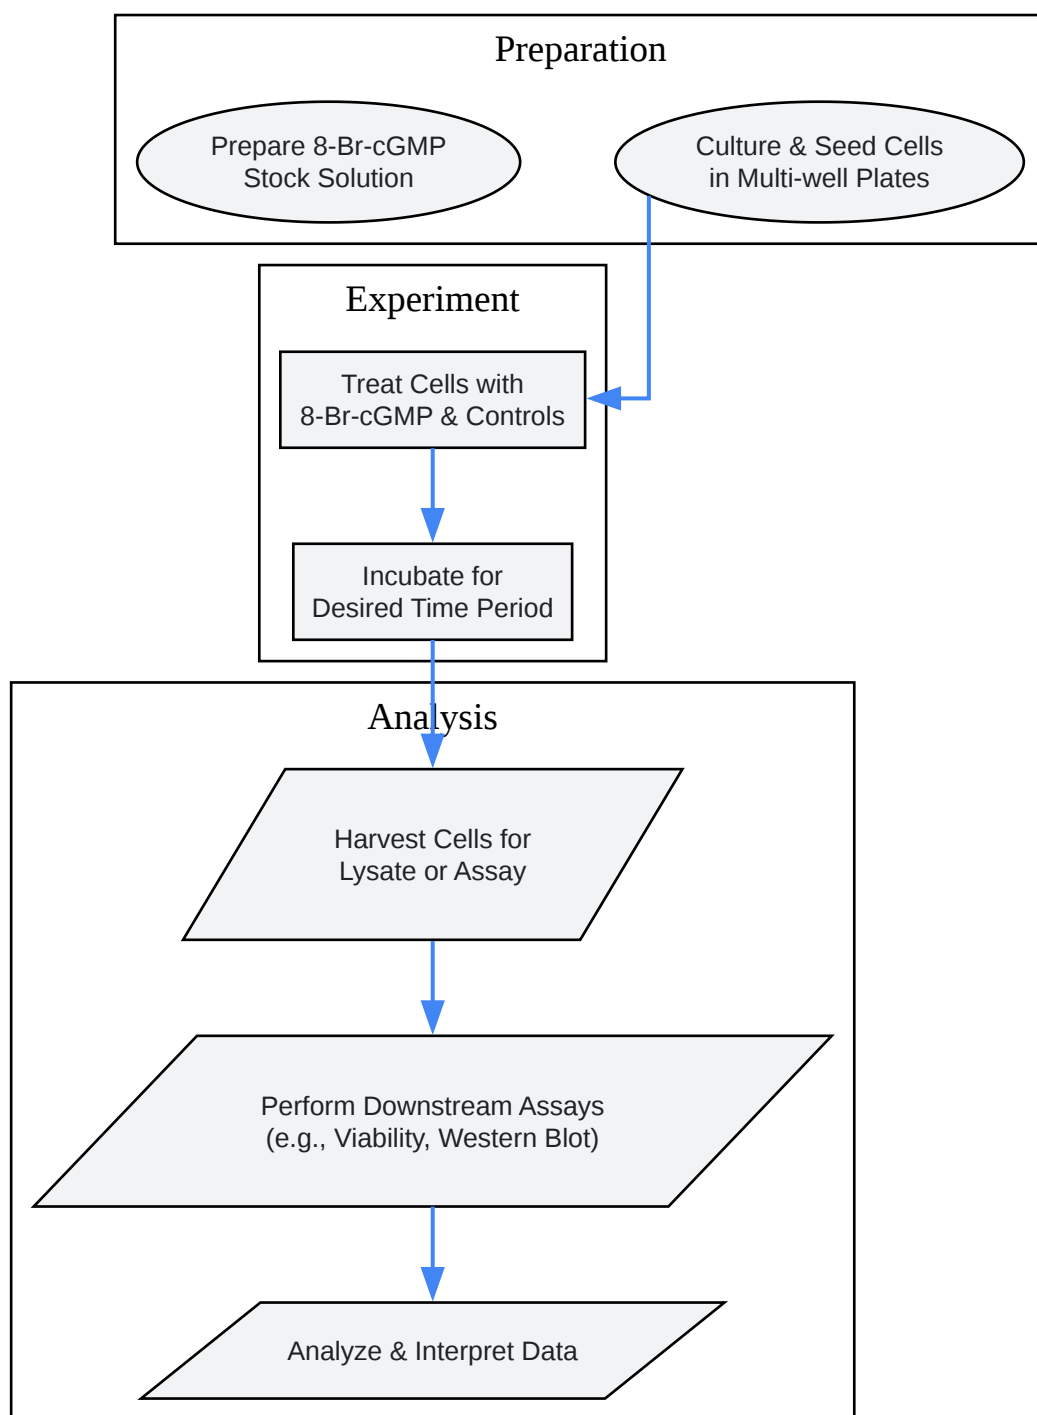 Preparation
Prepare 8-Br-cGMP
Stock Solution
Culture & Seed Cells
in Multi-well Plates
Experiment
Treat Cells with
8-Br-cGMP & Controls
Incubate for
Desired Time Period
Analysis
Harvest Cells for
Lysate or Assay
Perform Downstream Assays
(e.g., Viability, Western Blot)
Analyze & Interpret Data